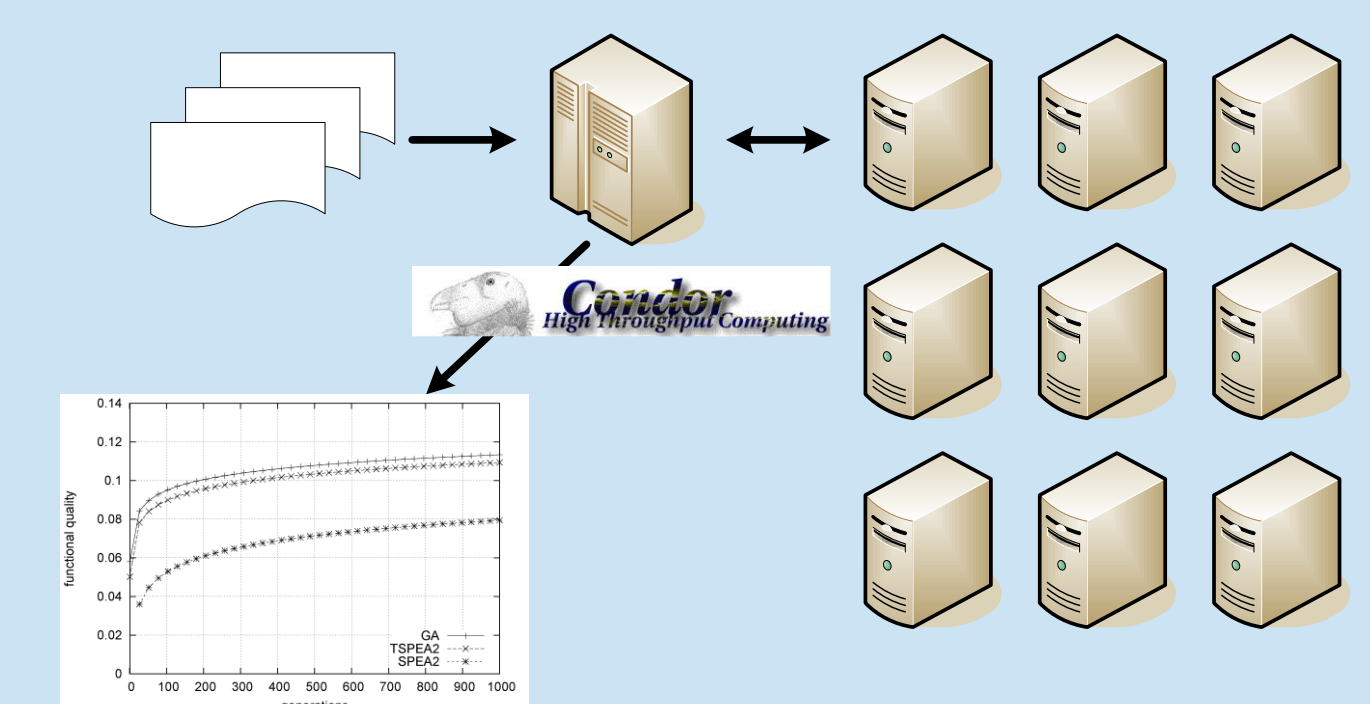 Condor
High Throughput Computing
0.14
0.12
0.1
0.08
0.06
0.04
0.02
0
functional quality
GA
TSPEA2
SPEA2
0 100 200 300 400 500 600 700 800 900 1000
generations